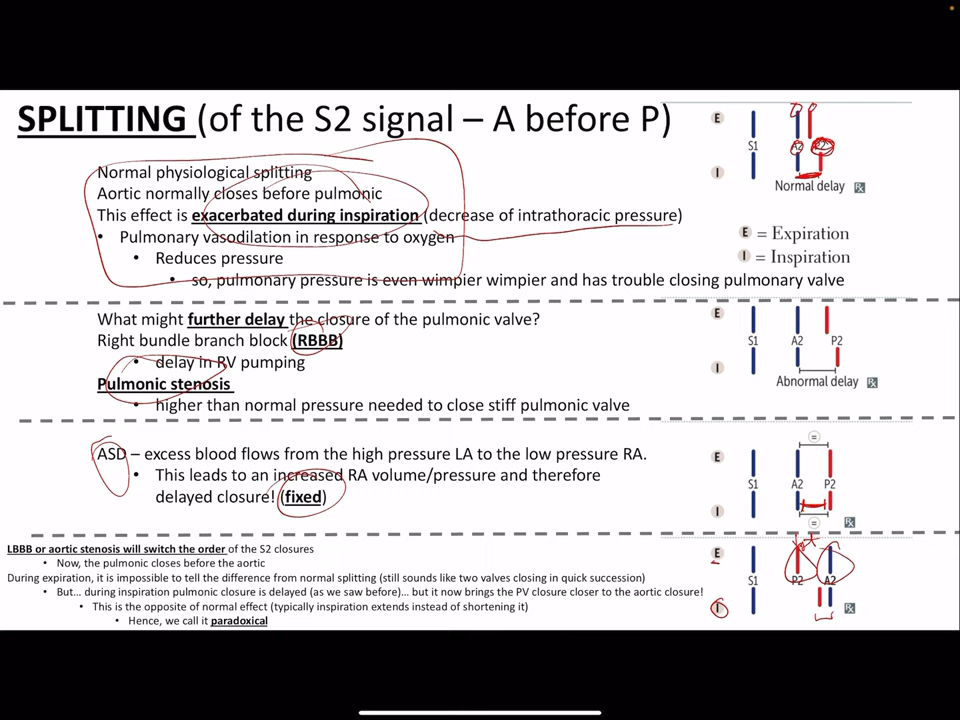 SPLITTING (of the S2 signal – A before P)
Normal physiological splitting
Aortic normally closes before pulmonic
This effect is exacerbated during inspiration (decrease of intrathoracic pressure)
• Pulmonary vasodilation in response to oxygen
• Reduces pressure
• so, pulmonary pressure is even wimpier wimpier and has trouble closing pulmonary valve
E
S1 A2 P2
I
Normal delay Rx
E = Expiration
I = Inspiration
What might further delay the closure of the pulmonic valve?
Right bundle branch block (RBBB)
• delay in RV pumping
Pulmonic stenosis
• higher than normal pressure needed to close stiff pulmonic valve
E
S1 A2 P2
I
Abnormal delay Rx
ASD – excess blood flows from the high pressure LA to the low pressure RA.
• This leads to an increased RA volume/pressure and therefore
delayed closure! (fixed)
=
E
S1 A2 P2
I
= Rx
LBBB or aortic stenosis will switch the order of the S2 closures
• Now, the pulmonic closes before the aortic
During expiration, it is impossible to tell the difference from normal splitting (still sounds like two valves closing in quick succession)
• But… during inspiration pulmonic closure is delayed (as we saw before)… but it now brings the PV closure closer to the aortic closure!
• This is the opposite of normal effect (typically inspiration extends instead of shortening it)
• Hence, we call it paradoxical
E
S1 P2 A2
I Rx